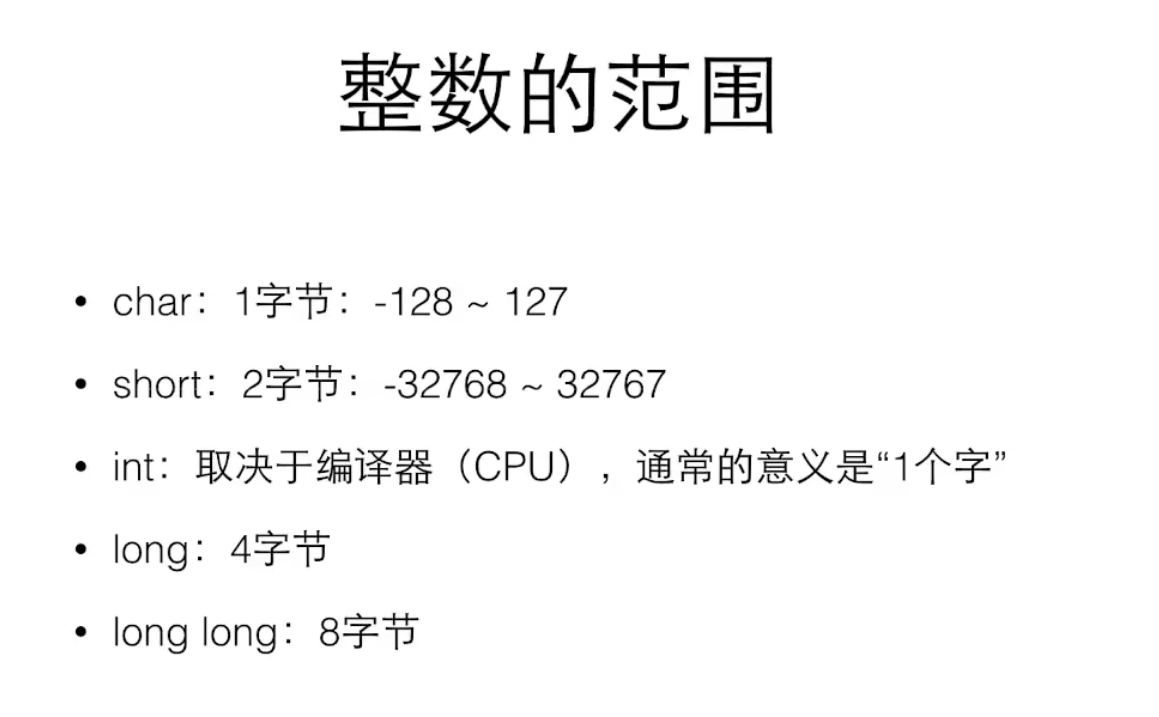 整数的范围
• char：1字节：-128 ~ 127
• short：2字节：-32768 ~ 32767
• int：取决于编译器（CPU），通常的意义是“1个字”
• long：4字节
• long long：8字节